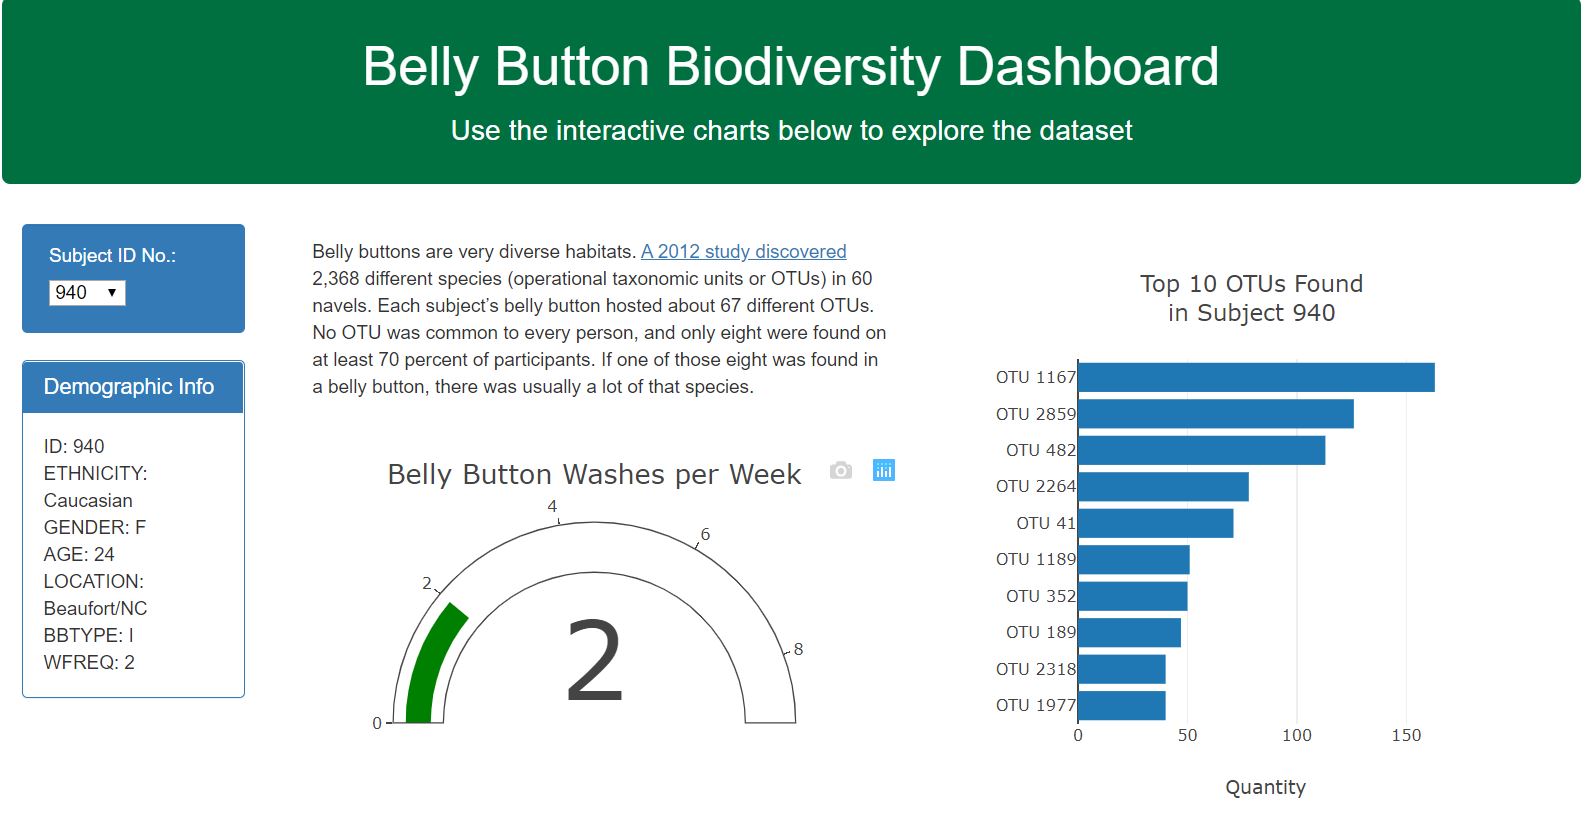 Belly Button Biodiversity Dashboard
Use the interactive charts below to explore the dataset
Subject ID No.:
940
Demographic Info
ID: 940
ETHNICITY:
Caucasian
GENDER: F
AGE: 24
LOCATION:
Beaufort/NC
BBTYPE: I
WFREQ: 2
Belly buttons are very diverse habitats. A 2012 study discovered
2,368 different species (operational taxonomic units or OTUs) in 60
navels. Each subject’s belly button hosted about 67 different OTUs.
No OTU was common to every person, and only eight were found on
at least 70 percent of participants. If one of those eight was found in
a belly button, there was usually a lot of that species.
Belly Button Washes per Week
0
2
4
6
8
2
Top 10 OTUs Found
in Subject 940
OTU 1167
OTU 2859
OTU 482
OTU 2264
OTU 41
OTU 1189
OTU 352
OTU 189
OTU 2318
OTU 1977
0 50 100 150
Quantity